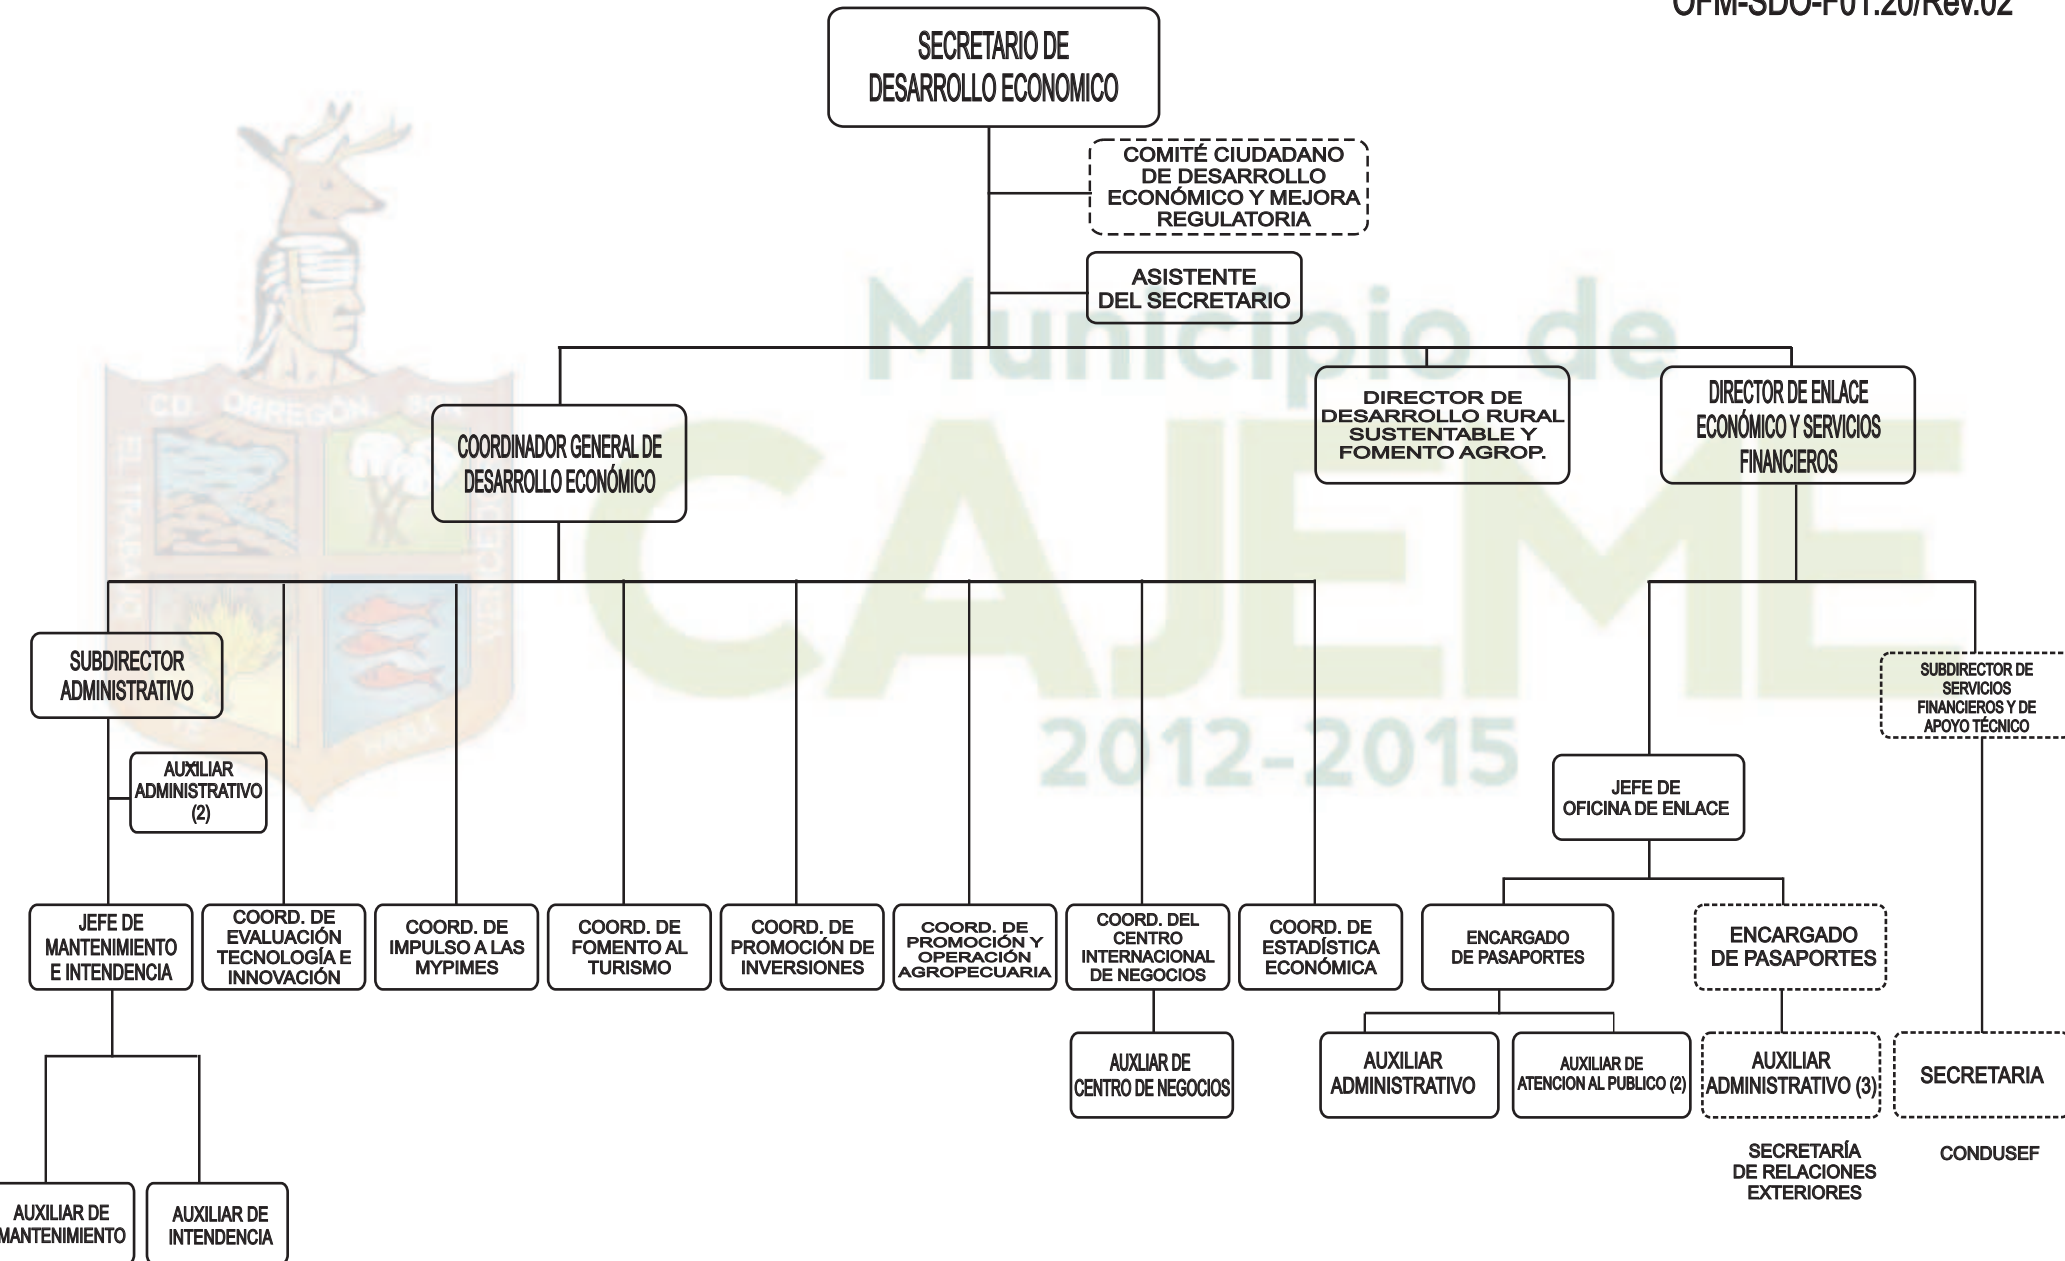 OFM-SDO-F01.20/Rev.02
SECRETARIO DE
DESARROLLO ECONOMICO
COMITÉ CIUDADANO
DE DESARROLLO
ECONÓMICO Y MEJORA
REGULATORIA
ASISTENTE
DEL SECRETARIO
Municipio de
CAJEME
2012-2015
CD. OBREGÓN, SON
EL TRABAJO
COORDINADOR GENERAL DE
DESARROLLO ECONÓMICO
DIRECTOR DE
DESARROLLO RURAL
SUSTENTABLE Y
FOMENTO AGROP.
DIRECTOR DE ENLACE
ECONÓMICO Y SERVICIOS
FINANCIEROS
SUBDIRECTOR
ADMINISTRATIVO
SUBDIRECTOR DE
SERVICIOS
FINANCIEROS Y DE
APOYO TÉCNICO
AUXILIAR
ADMINISTRATIVO
(2)
JEFE DE
OFICINA DE ENLACE
JEFE DE
MANTENIMIENTO
E INTENDENCIA
COORD. DE
EVALUACIÓN
TECNOLOGÍA E
INNOVACIÓN
COORD. DE
IMPULSO A LAS
MYPIMES
COORD. DE
FOMENTO AL
TURISMO
COORD. DE
PROMOCIÓN DE
INVERSIONES
COORD. DE
PROMOCIÓN Y
OPERACIÓN
AGROPECUARIA
COORD. DEL
CENTRO
INTERNACIONAL
DE NEGOCIOS
COORD. DE
ESTADÍSTICA
ECONÓMICA
ENCARGADO
DE PASAPORTES
ENCARGADO
DE PASAPORTES
AUXLIAR DE
CENTRO DE NEGOCIOS
AUXILIAR
ADMINISTRATIVO
AUXILIAR DE
ATENCION AL PUBLICO (2)
AUXILIAR
ADMINISTRATIVO (3)
SECRETARIA
SECRETARÍA
DE RELACIONES
EXTERIORES
CONDUSEF
AUXILIAR DE
MANTENIMIENTO
AUXILIAR DE
INTENDENCIA